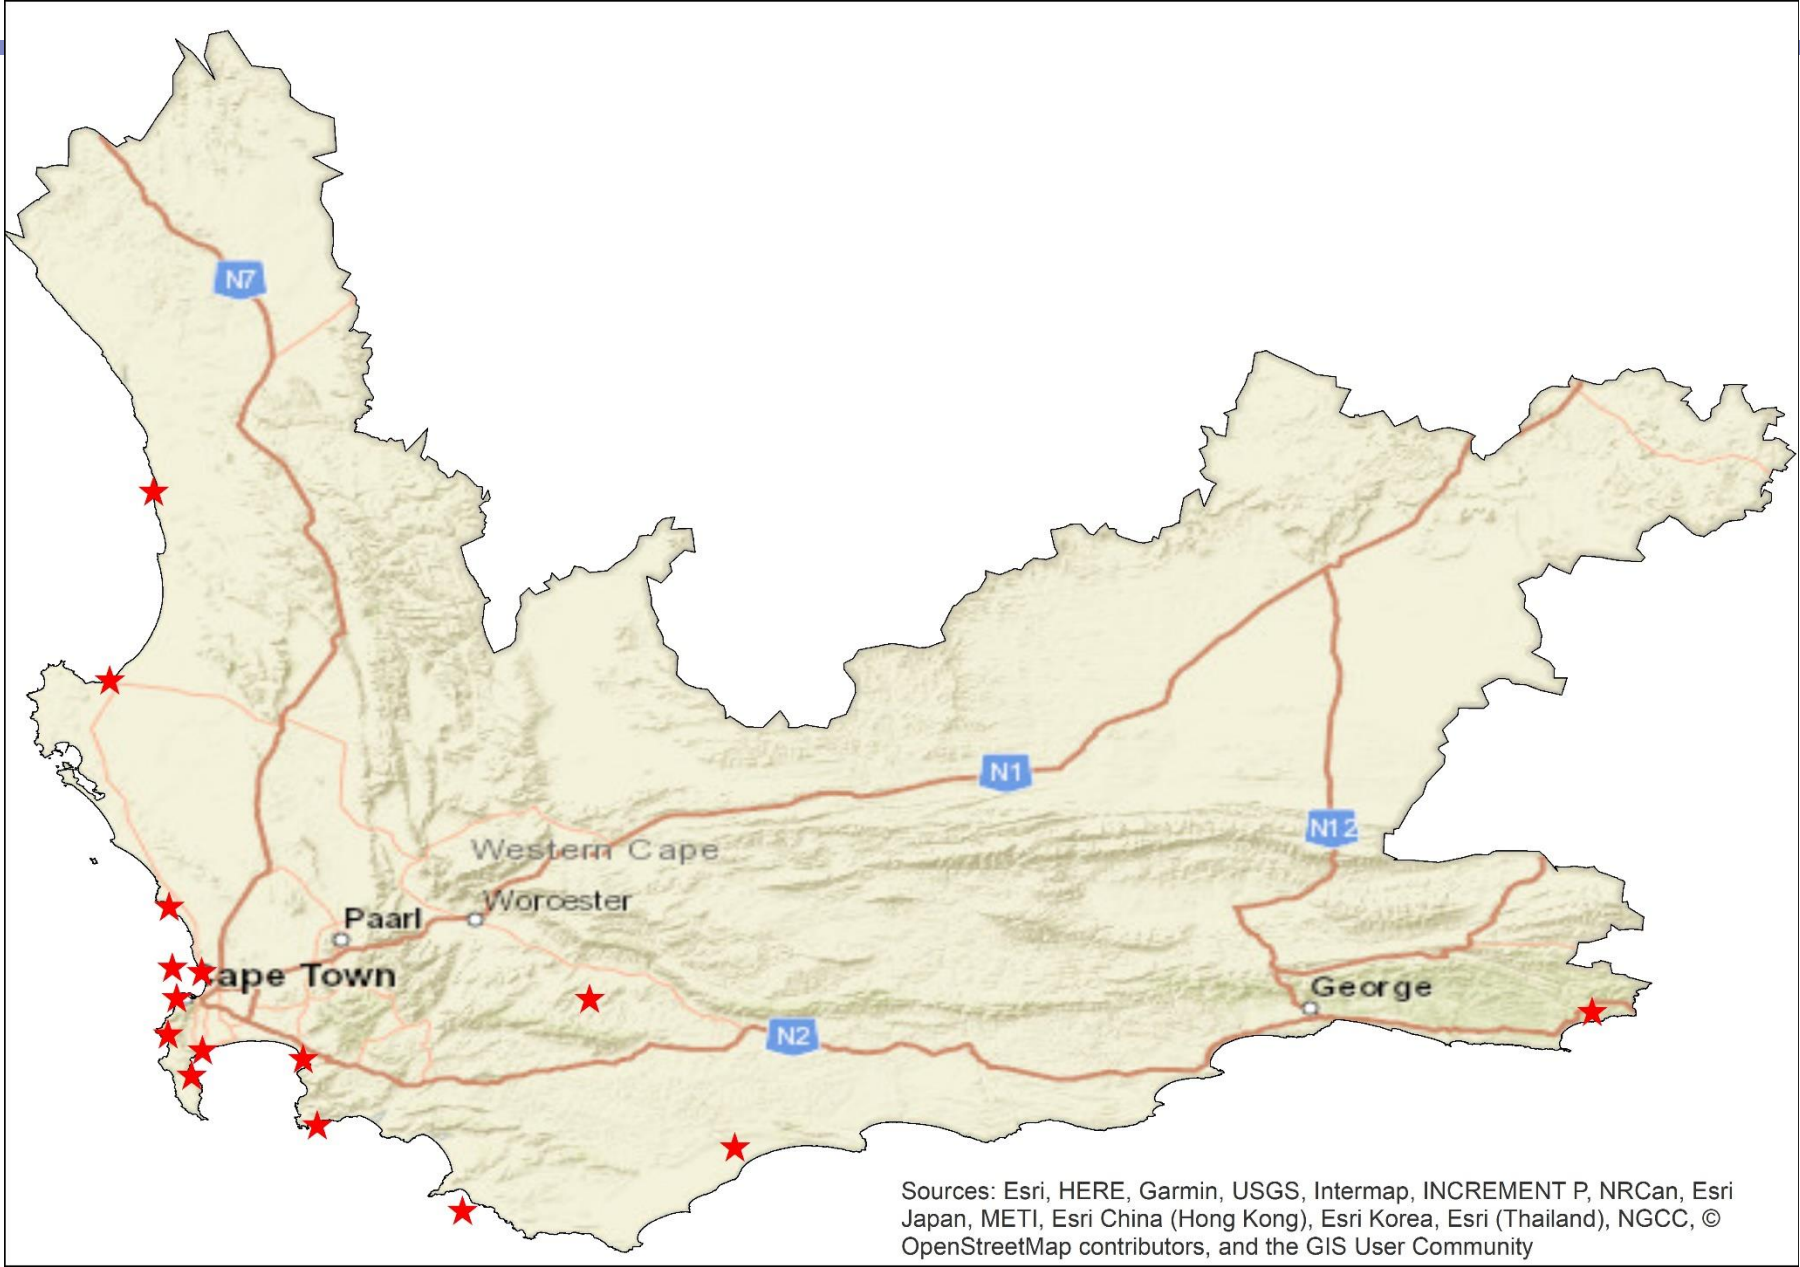 N7
N1
N12
Western Cape
Worcester
Paarl
ape Town
George
N2
Sources: Esri, HERE, Garmin, USGS, Intermap, INCREMENT P, NRCan, Esri
Japan, METI, Esri China (Hong Kong), Esri Korea, Esri (Thailand), NGCC, ©
OpenStreetMap contributors, and the GIS User Community